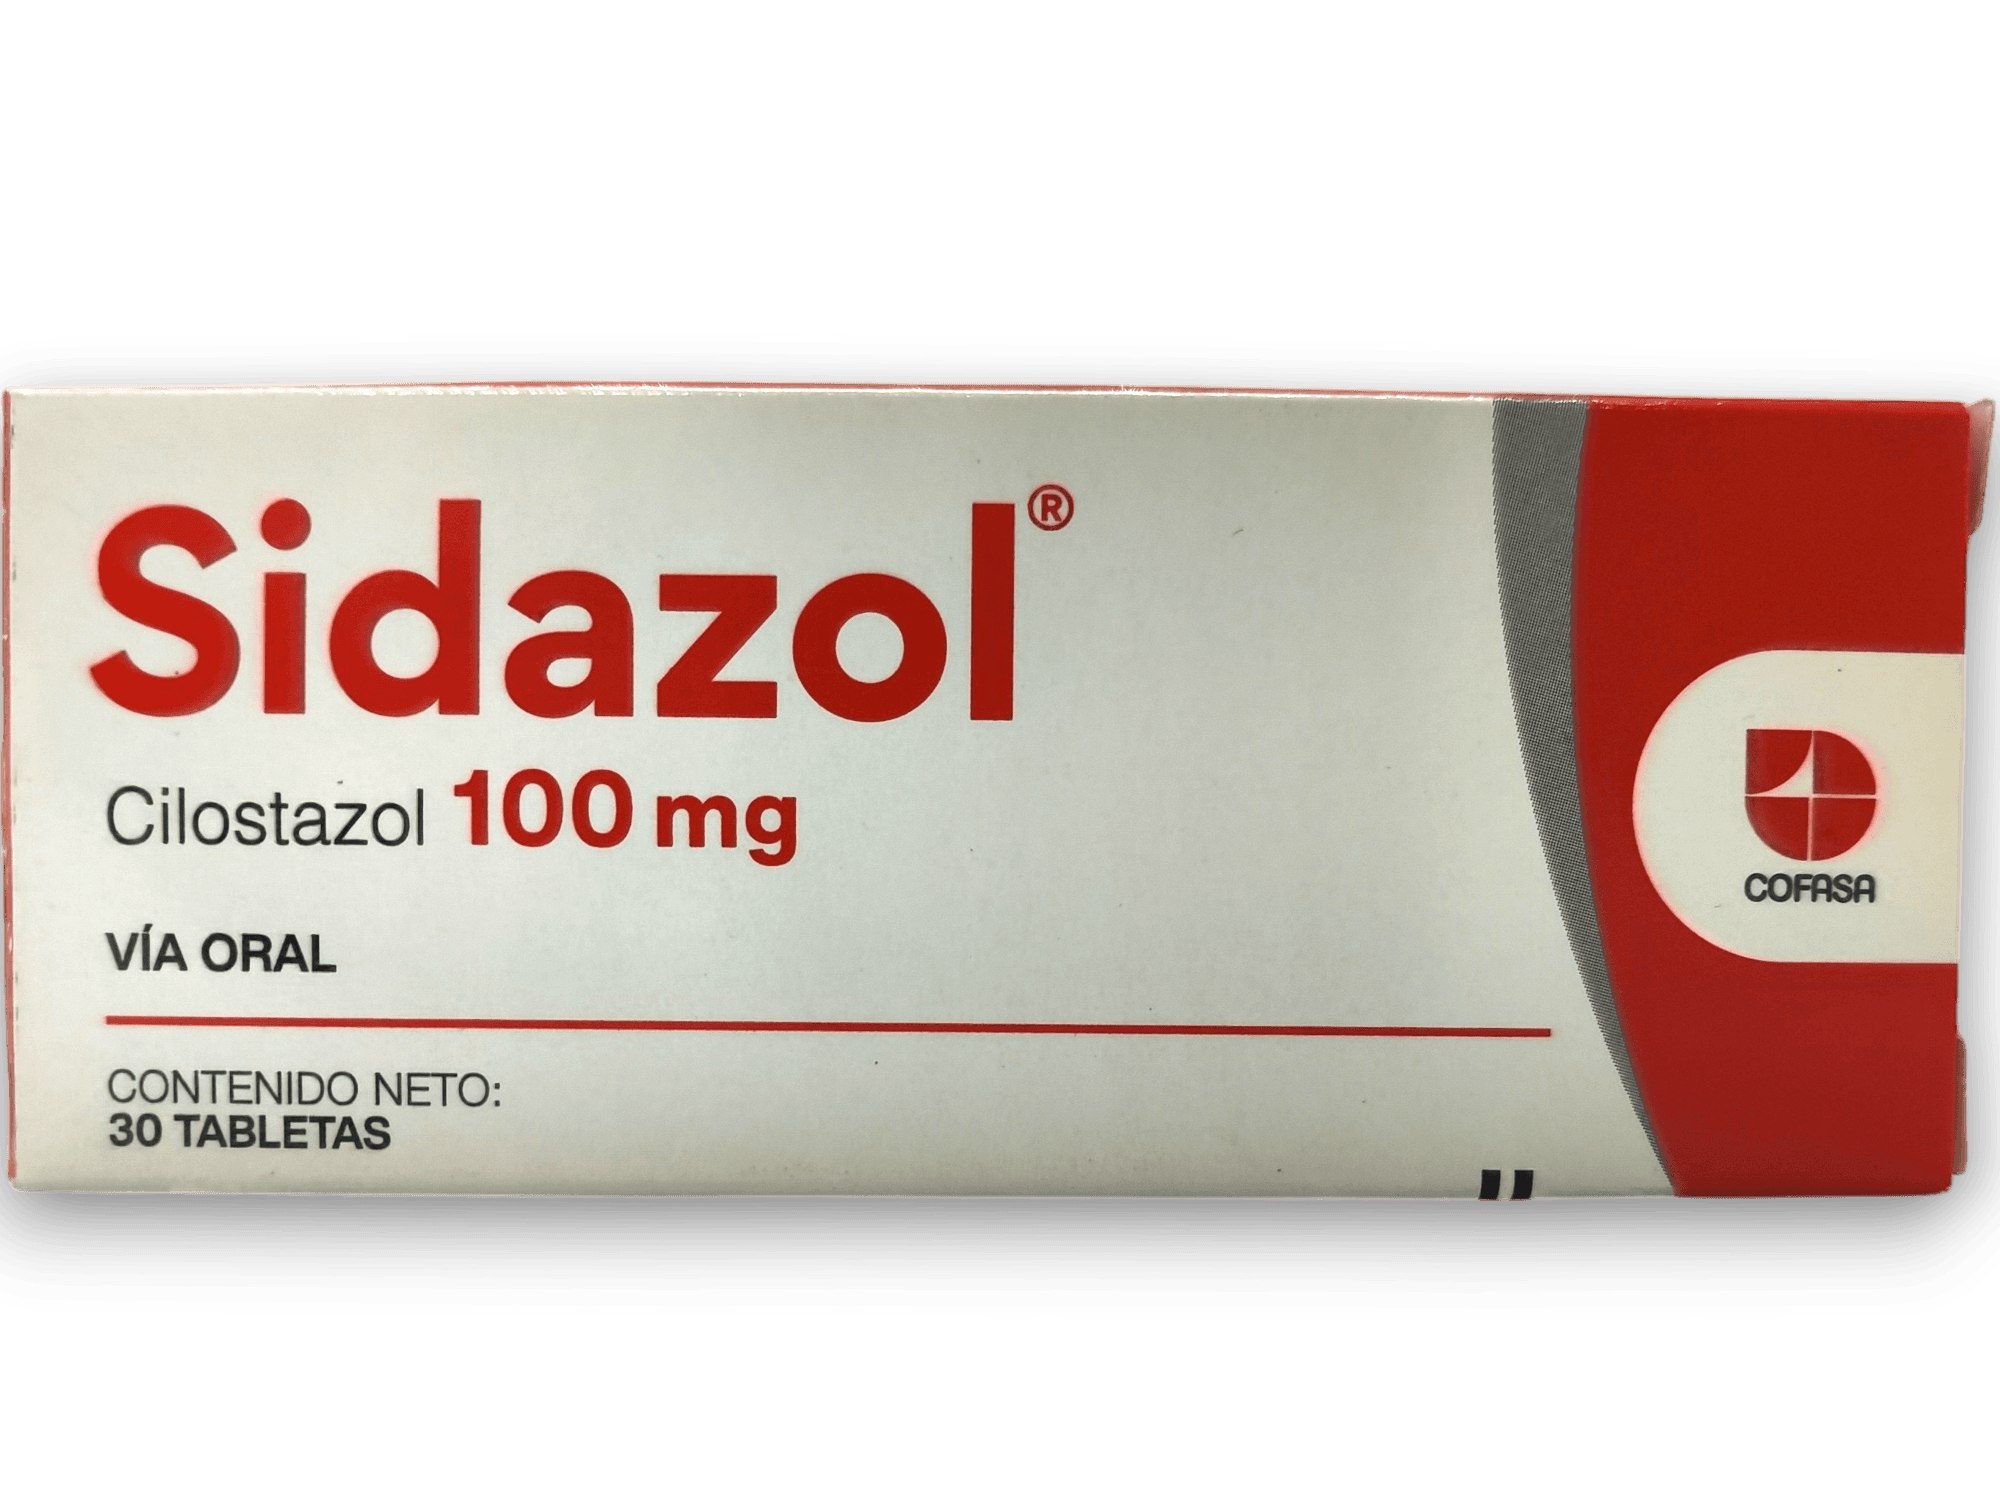 Sidazol®
Cilostazol 100 mg
VÍA ORAL
CONTENIDO NETO:
30 TABLETAS
COFASA